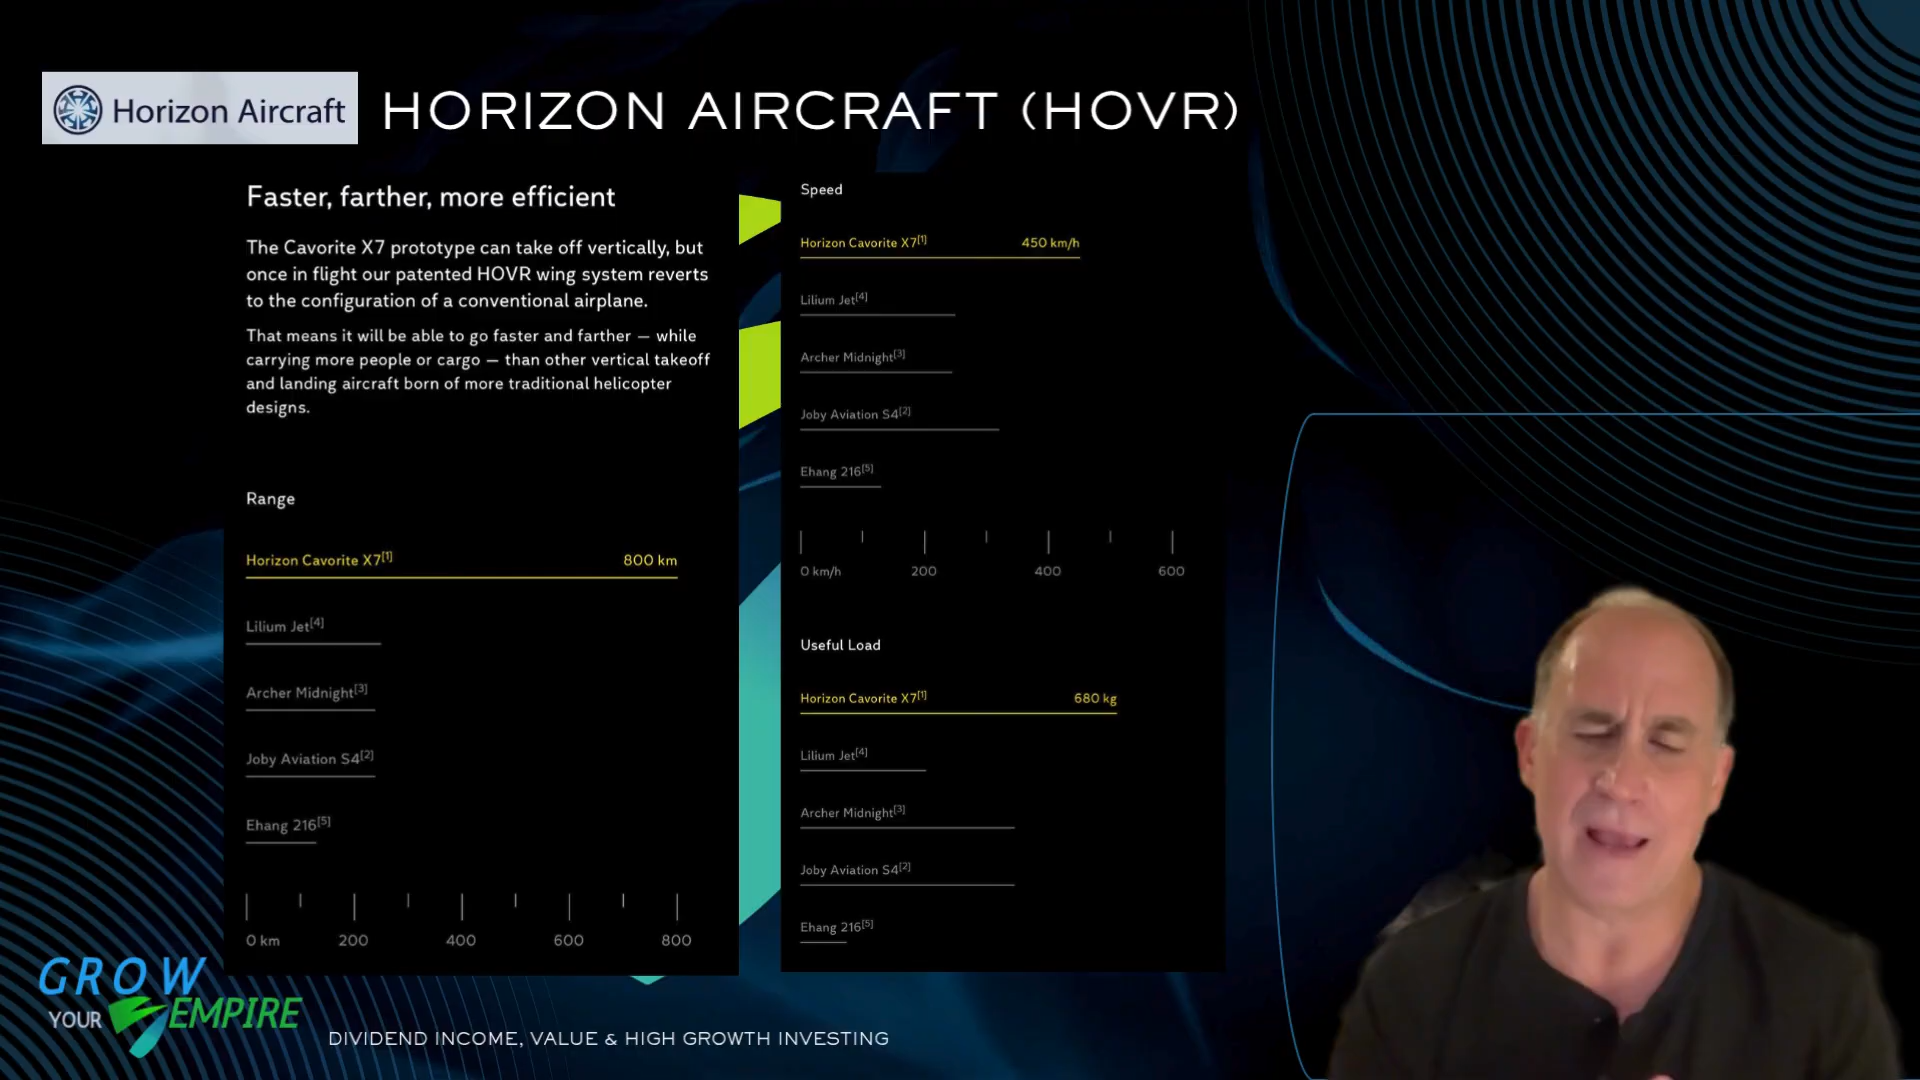 Horizon Aircraft
HORIZON AIRCRAFT (HOVR)
Faster, farther, more efficient
The Cavorite X7 prototype can take off vertically, but
once in flight our patented HOVR wing system reverts
to the configuration of a conventional airplane.
That means it will be able to go faster and farther — while
carrying more people or cargo — than other vertical takeoff
and landing aircraft born of more traditional helicopter
designs.
Range
Horizon Cavorite X7[1] 800 km
Lilium Jet[4]
Archer Midnight[3]
Joby Aviation S4[2]
Ehang 216[5]
0 km 200 400 600 800
Speed
Horizon Cavorite X7[1] 450 km/h
Lilium Jet[4]
Archer Midnight[3]
Joby Aviation S4[2]
Ehang 216[5]
0 km/h 200 400 600
Useful Load
Horizon Cavorite X7[1] 680 kg
Lilium Jet[4]
Archer Midnight[3]
Joby Aviation S4[2]
Ehang 216[5]
GROW
YOUR EMPIRE
DIVIDEND INCOME, VALUE & HIGH GROWTH INVESTING